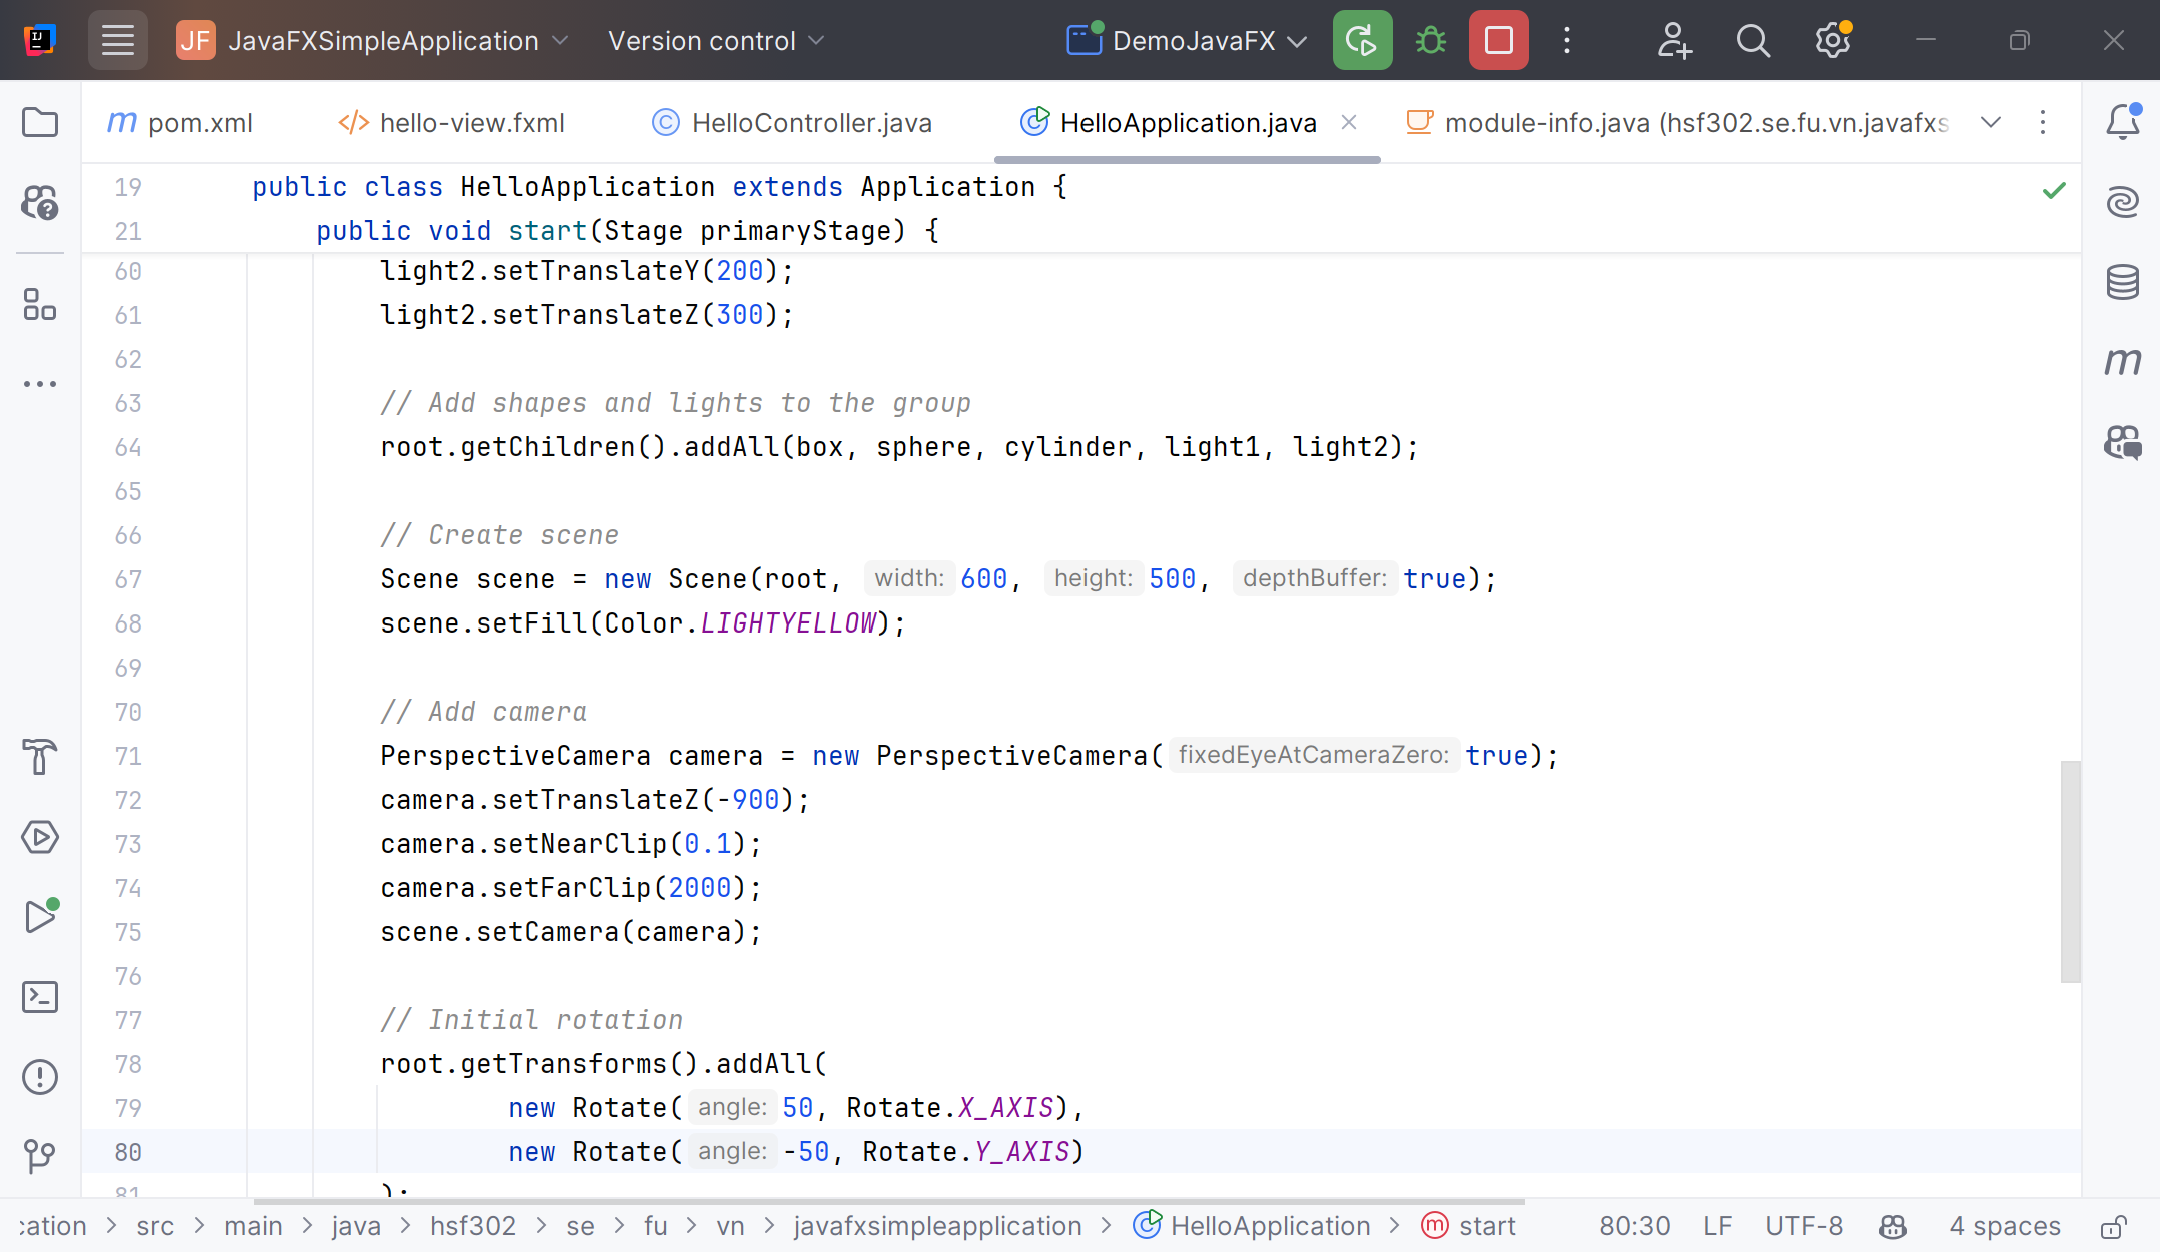 JF JavaFXSimpleApplication Version control DemoJavaFX
pom.xml hello-view.fxml HelloController.java HelloApplication.java module-info.java (hsf302.se.fu.vn.javafxs
19 public class HelloApplication extends Application {
21 public void start(Stage primaryStage) {
60 light2.setTranslateY(200);
61 light2.setTranslateZ(300);
62
63 // Add shapes and lights to the group
64 root.getChildren().addAll(box, sphere, cylinder, light1, light2);
65
66 // Create scene
67 Scene scene = new Scene(root, width: 600, height: 500, depthBuffer: true);
68 scene.setFill(Color.LIGHTYELLOW);
69
70 // Add camera
71 PerspectiveCamera camera = new PerspectiveCamera( fixedEyeAtCameraZero: true);
72 camera.setTranslateZ(-900);
73 camera.setNearClip(0.1);
74 camera.setFarClip(2000);
75 scene.setCamera(camera);
76
77 // Initial rotation
78 root.getTransforms().addAll(
79 new Rotate( angle: 50, Rotate.X_AXIS),
80 new Rotate( angle: -50, Rotate.Y_AXIS)
81 );
cation > src > main > java > hsf302 > se > fu > vn > javafxsimpleapplication > HelloApplication > start 80:30 LF UTF-8 4 spaces